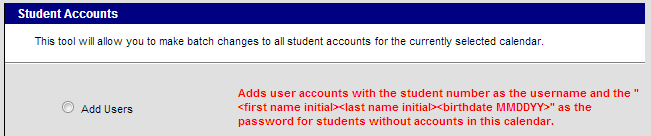 Student Accounts
This tool will allow you to make batch changes to all student accounts for the currently selected calendar.
Add Users
Adds user accounts with the student number as the username and the "
<first name initial><last name initial><birthdate MMDDYY>" as the
password for students without accounts in this calendar.